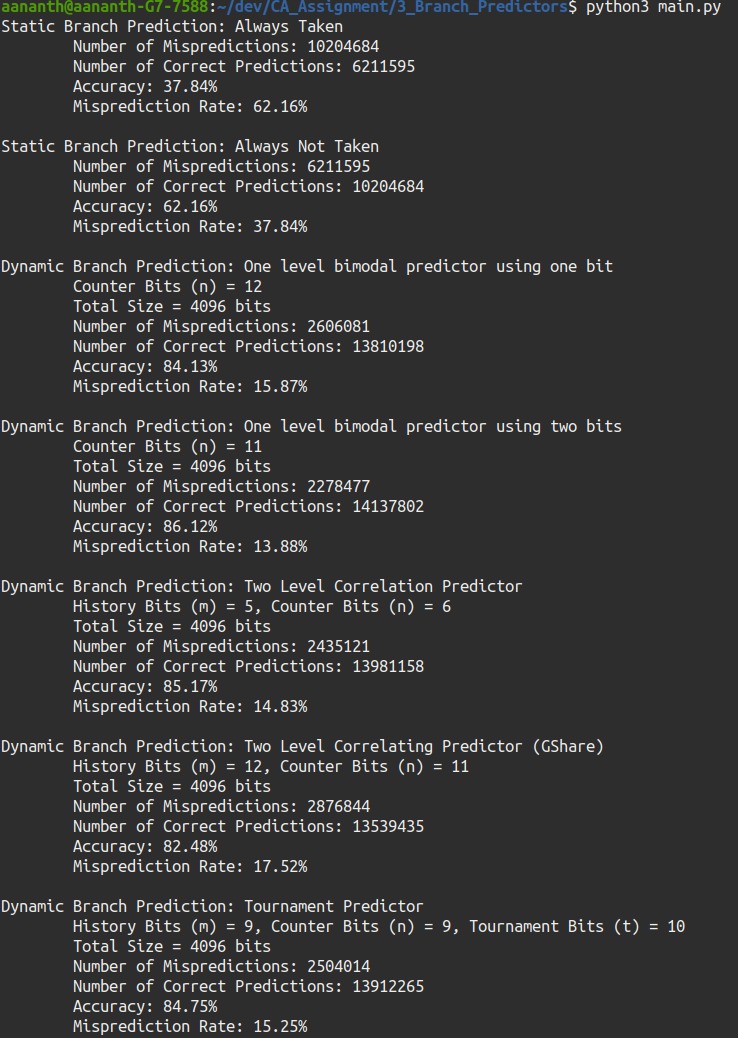 aananth@aananth-G7-7588:~/dev/CA_Assignment/3_Branch_Predictors$ python3 main.py
Static Branch Prediction: Always Taken
Number of Mispredictions: 10204684
Number of Correct Predictions: 6211595
Accuracy: 37.84%
Misprediction Rate: 62.16%
Static Branch Prediction: Always Not Taken
Number of Mispredictions: 6211595
Number of Correct Predictions: 10204684
Accuracy: 62.16%
Misprediction Rate: 37.84%
Dynamic Branch Prediction: One level bimodal predictor using one bit
Counter Bits (n) = 12
Total Size = 4096 bits
Number of Mispredictions: 2606081
Number of Correct Predictions: 13810198
Accuracy: 84.13%
Misprediction Rate: 15.87%
Dynamic Branch Prediction: One level bimodal predictor using two bits
Counter Bits (n) = 11
Total Size = 4096 bits
Number of Mispredictions: 2278477
Number of Correct Predictions: 14137802
Accuracy: 86.12%
Misprediction Rate: 13.88%
Dynamic Branch Prediction: Two Level Correlation Predictor
History Bits (m) = 5, Counter Bits (n) = 6
Total Size = 4096 bits
Number of Mispredictions: 2435121
Number of Correct Predictions: 13981158
Accuracy: 85.17%
Misprediction Rate: 14.83%
Dynamic Branch Prediction: Two Level Correlating Predictor (GShare)
History Bits (m) = 12, Counter Bits (n) = 11
Total Size = 4096 bits
Number of Mispredictions: 2876844
Number of Correct Predictions: 13539435
Accuracy: 82.48%
Misprediction Rate: 17.52%
Dynamic Branch Prediction: Tournament Predictor
History Bits (m) = 9, Counter Bits (n) = 9, Tournament Bits (t) = 10
Total Size = 4096 bits
Number of Mispredictions: 2504014
Number of Correct Predictions: 13912265
Accuracy: 84.75%
Misprediction Rate: 15.25%